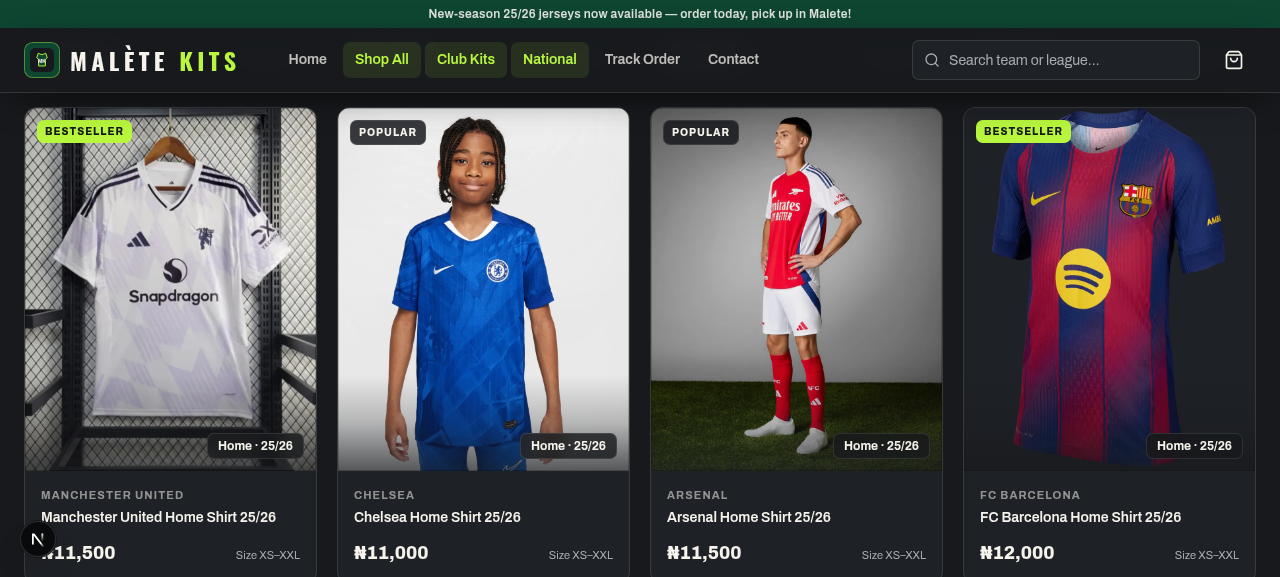 New-season 25/26 jerseys now available — order today, pick up in Malete!
MALÈTE KITS
Home
Shop All
Club Kits
National
Track Order
Contact
Search team or league...
BESTSELLER
Snapdragon
Home · 25/26
MANCHESTER UNITED
Manchester United Home Shirt 25/26
₦11,500
Size XS–XXL
POPULAR
Home · 25/26
CHELSEA
Chelsea Home Shirt 25/26
₦11,000
Size XS–XXL
POPULAR
Home · 25/26
ARSENAL
Arsenal Home Shirt 25/26
₦11,500
Size XS–XXL
BESTSELLER
Home · 25/26
FC BARCELONA
FC Barcelona Home Shirt 25/26
₦12,000
Size XS–XXL
N